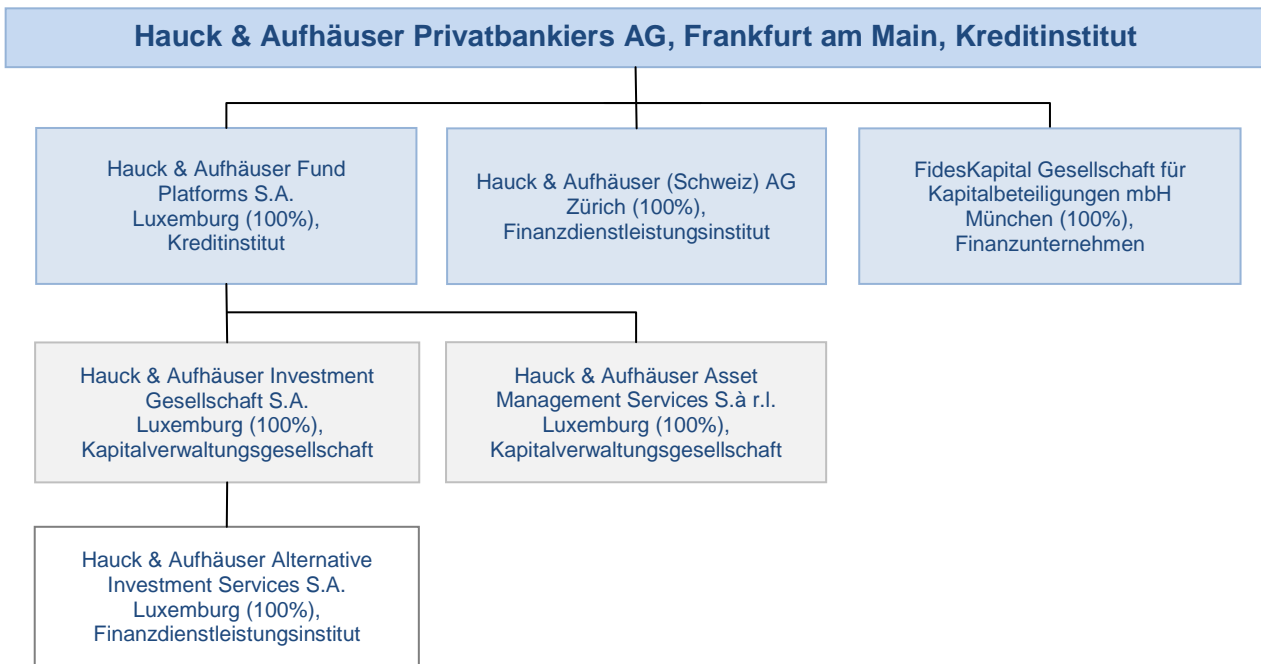 Hauck & Aufhäuser Privatbankiers AG, Frankfurt am Main, Kreditinstitut
Hauck & Aufhäuser Fund
Platforms S.A.
Luxemburg (100%),
Kreditinstitut
Hauck & Aufhäuser (Schweiz) AG
Zürich (100%),
Finanzdienstleistungsinstitut
FidesKapital Gesellschaft für
Kapitalbeteiligungen mbH
München (100%),
Finanzunternehmen
Hauck & Aufhäuser Investment
Gesellschaft S.A.
Luxemburg (100%),
Kapitalverwaltungsgesellschaft
Hauck & Aufhäuser Asset
Management Services S.à r.l.
Luxemburg (100%),
Kapitalverwaltungsgesellschaft
Hauck & Aufhäuser Alternative
Investment Services S.A.
Luxemburg (100%),
Finanzdienstleistungsinstitut